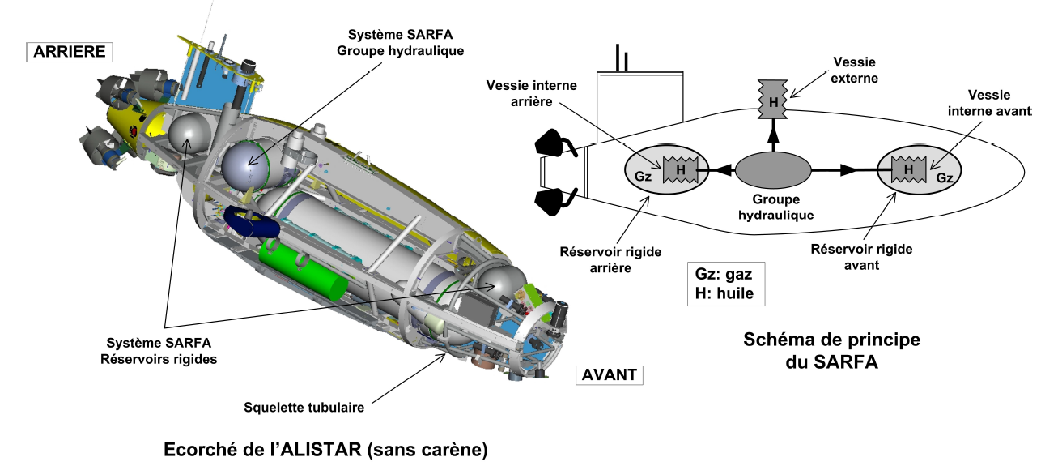 Système SARFA
Groupe hydraulique
ARRIERE
Système SARFA
Réservoirs rigides
Squelette tubulaire
AVANT
Ecorché de l'ALISTAR (sans carène)
Vessie
externe
Vessie interne
arrière
Vessie
interne avant
H
Gz
H
H
Gz
Groupe
hydraulique
Réservoir rigide
arrière
Réservoir rigide
avant
Gz: gaz
H: huile
Schéma de principe
du SARFA